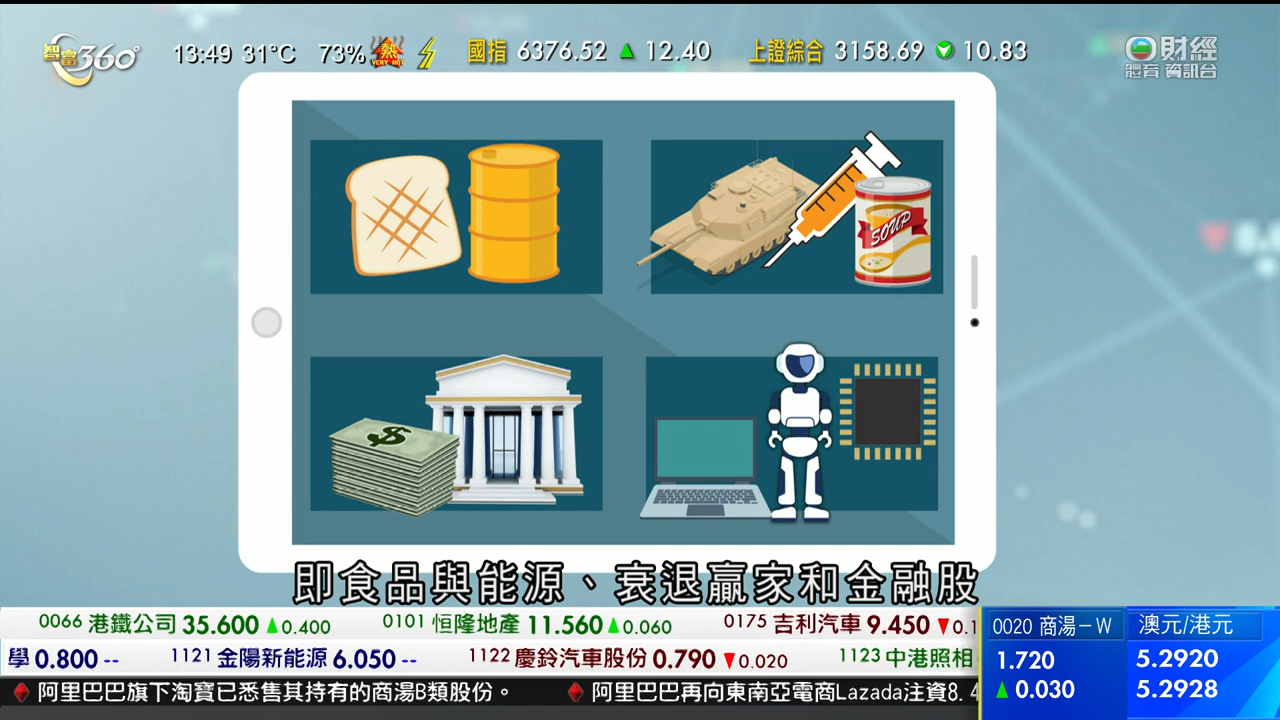 智富360°
13:49 31°C 73% 熱 VERY HOT 國指 6376.52 12.40 上證綜合 3158.69 10.83
財經
體育 資訊台
SOUP
$
即食品與能源、衰退贏家和金融股
0066 港鐵公司 35.600 0.400 0101 恒隆地產 11.560 0.060 0175 吉利汽車 9.450 0.1
學 0.800 -- 1121 金陽新能源 6.050 -- 1122 慶鈴汽車股份 0.790 0.020 1123 中港照相
0020 商湯－W
1.720
0.030
澳元/港元
5.2920
5.2928
阿里巴巴旗下淘寶已悉售其持有的商湯B類股份。 阿里巴巴再向東南亞電商Lazada注資8.4